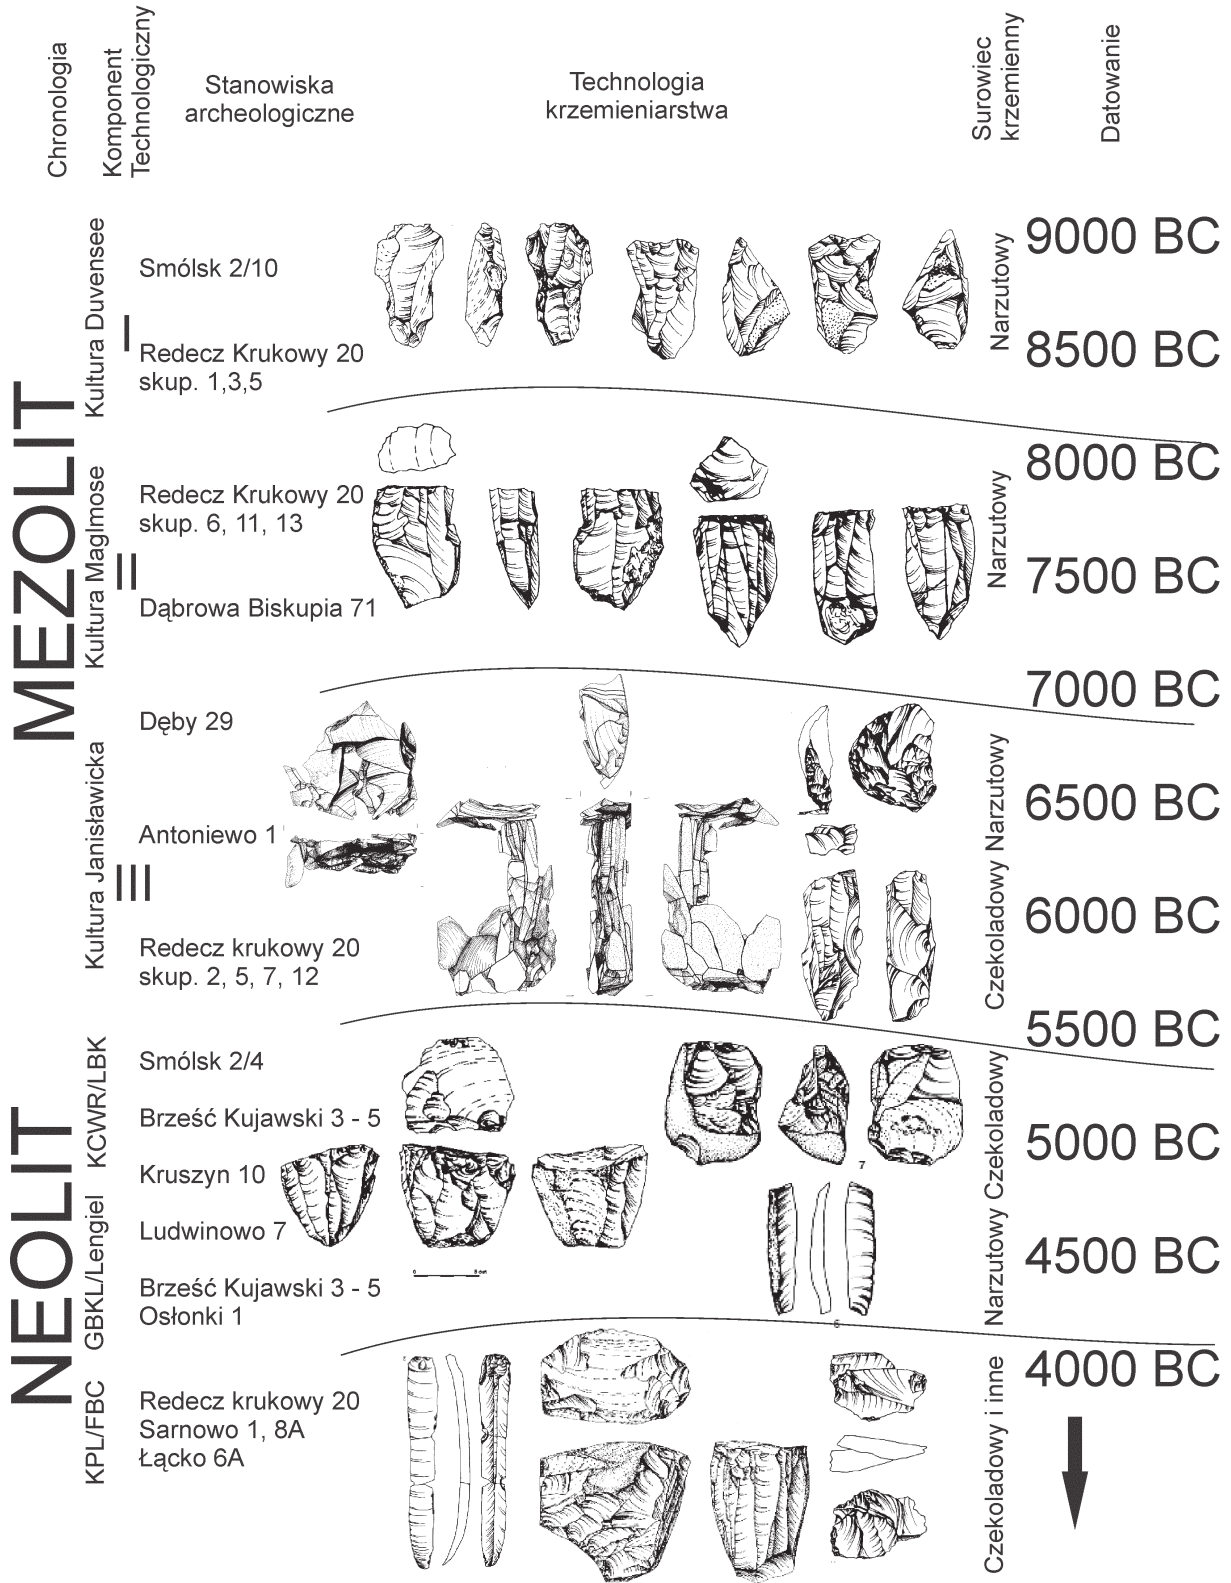 Chronologia
Komponent
Technologiczny
Stanowiska
archeologiczne
Technologia
krzemieniarstwa
Surowiec
krzemienny
Datowanie
MEZOLIT
Kultura Duvensee
I
Smólsk 2/10
Redecz Krukowy 20
skup. 1,3,5
Narzutowy
9000 BC
8500 BC
Kultura Maglmose
II
Redecz Krukowy 20
skup. 6, 11, 13
Dąbrowa Biskupia 71
Narzutowy
8000 BC
7500 BC
7000 BC
Kultura Janisławicka
III
Dęby 29
Antoniewo 1
Redecz krukowy 20
skup. 2, 5, 7, 12
Czekoladowy Narzutowy
6500 BC
6000 BC
5500 BC
NEOLIT
GBKL/Lengiel KCWR/LBK
Smólsk 2/4
Brześć Kujawski 3 - 5
Kruszyn 10
Ludwinowo 7
Brześć Kujawski 3 - 5
Osłonki 1
7
6
Narzutowy Czekoladowy
5000 BC
4500 BC
KPL/FBC
Redecz krukowy 20
Sarnowo 1, 8A
Łącko 6A
Czekoladowy i inne
4000 BC